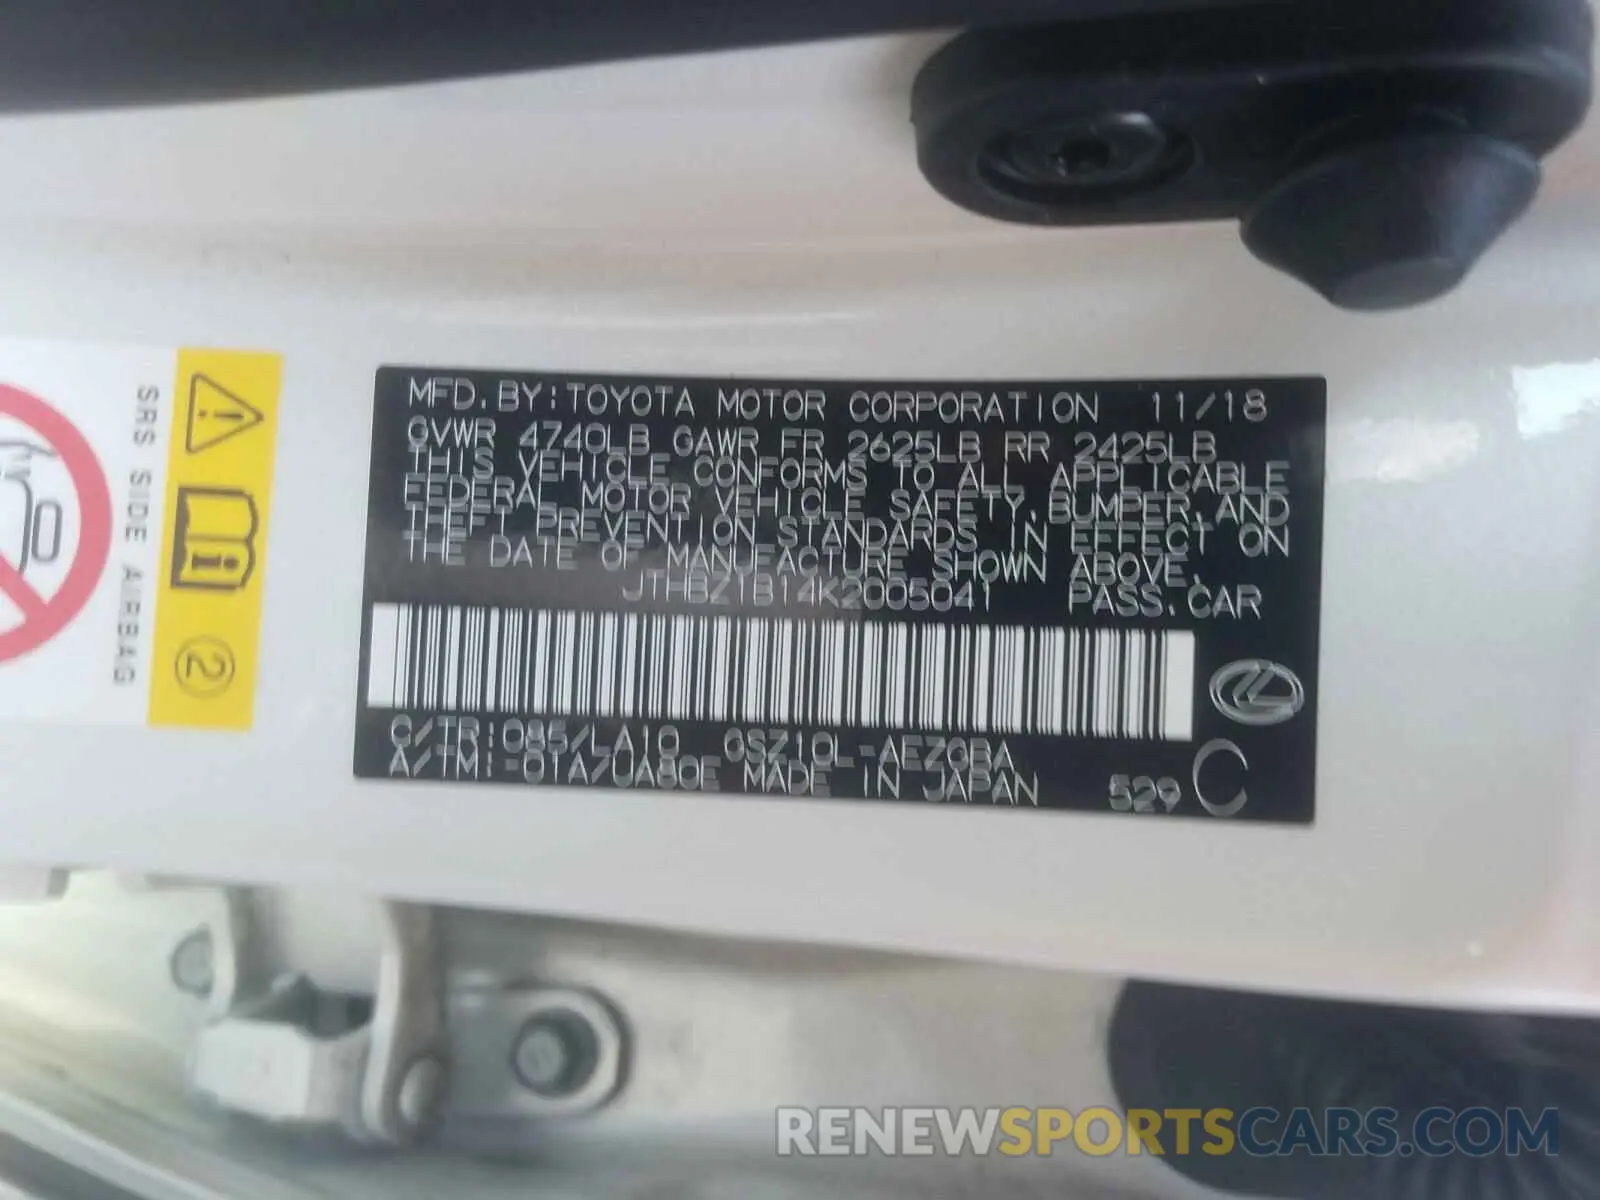 MFD.BY:TOYOTA MOTOR CORPORATION 11/18
GVWR 4740LB GAWR FR 2625LB RR 2425LB
THIS VEHICLE CONFORMS TO ALL APPLICABLE
FEDERAL MOTOR VEHICLE SAFETY,BUMPER,AND
THEFT PREVENTION STANDARDS IN EFFECT ON
THE DATE OF MANUFACTURE SHOWN ABOVE.
JTHBZ1B14K2005041 PASS.CAR
C/TR:085/LA10 GSZ10L-AEZGBA
A/TM:-01A/UA80E MADE IN JAPAN 529
C
SRS SIDE AIRBAG
2
RENEWSPORTSCARS.COM